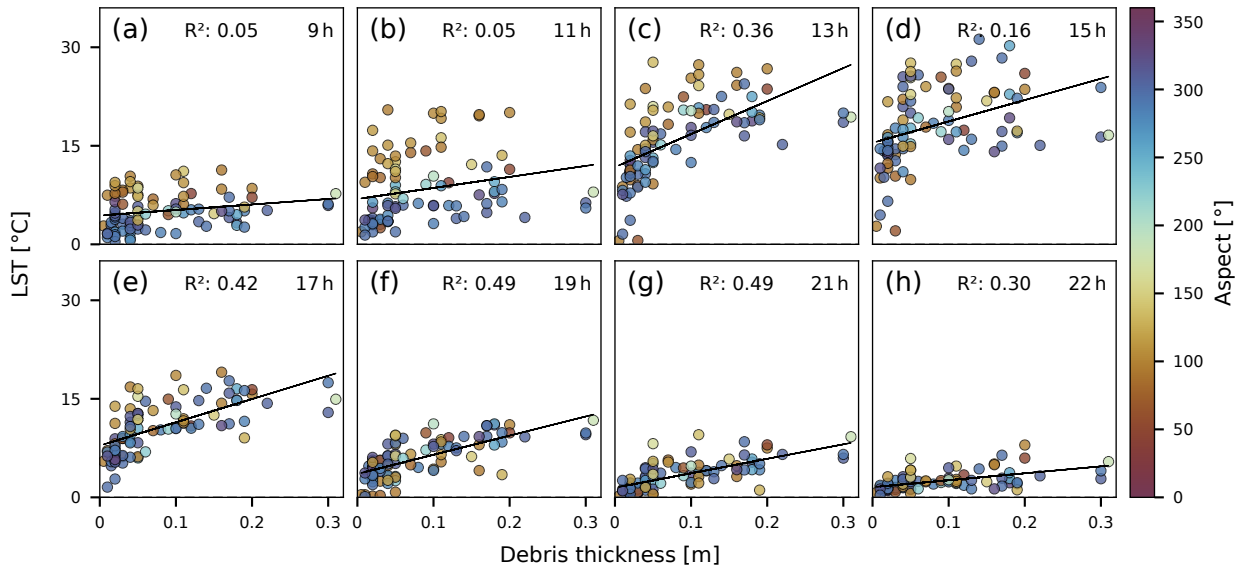 (a) R²: 0.05 9 h
(b) R²: 0.05 11 h
(c) R²: 0.36 13 h
(d) R²: 0.16 15 h
30
15
0
LST [°C]
(e) R²: 0.42 17 h
(f) R²: 0.49 19 h
(g) R²: 0.49 21 h
(h) R²: 0.30 22 h
30
15
0
0 0.1 0.2 0.3
0 0.1 0.2 0.3
0 0.1 0.2 0.3
0 0.1 0.2 0.3
Debris thickness [m]
350
300
250
200
150
100
50
0
Aspect [°]